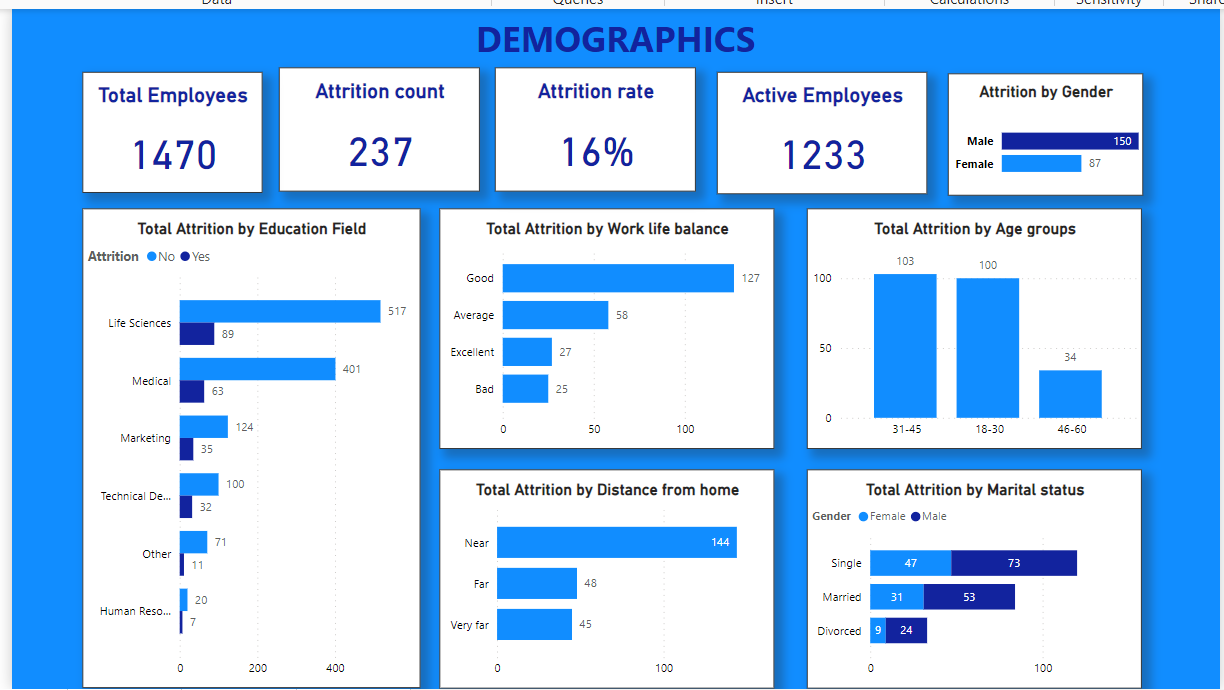 Data Queries Insert Calculations Sensitivity
DEMOGRAPHICS
Total Employees
1470
Attrition count
237
Attrition rate
16%
Active Employees
1233
Attrition by Gender
Male 150
Female 87
Total Attrition by Education Field
Attrition No Yes
Life Sciences 517
89
Medical 401
63
Marketing 124
35
Technical De... 100
32
Other 71
11
Human Reso... 20
7
0 200 400
Total Attrition by Work life balance
Good 127
Average 58
Excellent 27
Bad 25
0 50 100
Total Attrition by Age groups
103 100 34
100
50
0
31-45 18-30 46-60
Total Attrition by Distance from home
Near 144
Far 48
Very far 45
0 100
Total Attrition by Marital status
Gender Female Male
Single 47 73
Married 31 53
Divorced 9 24
0 100